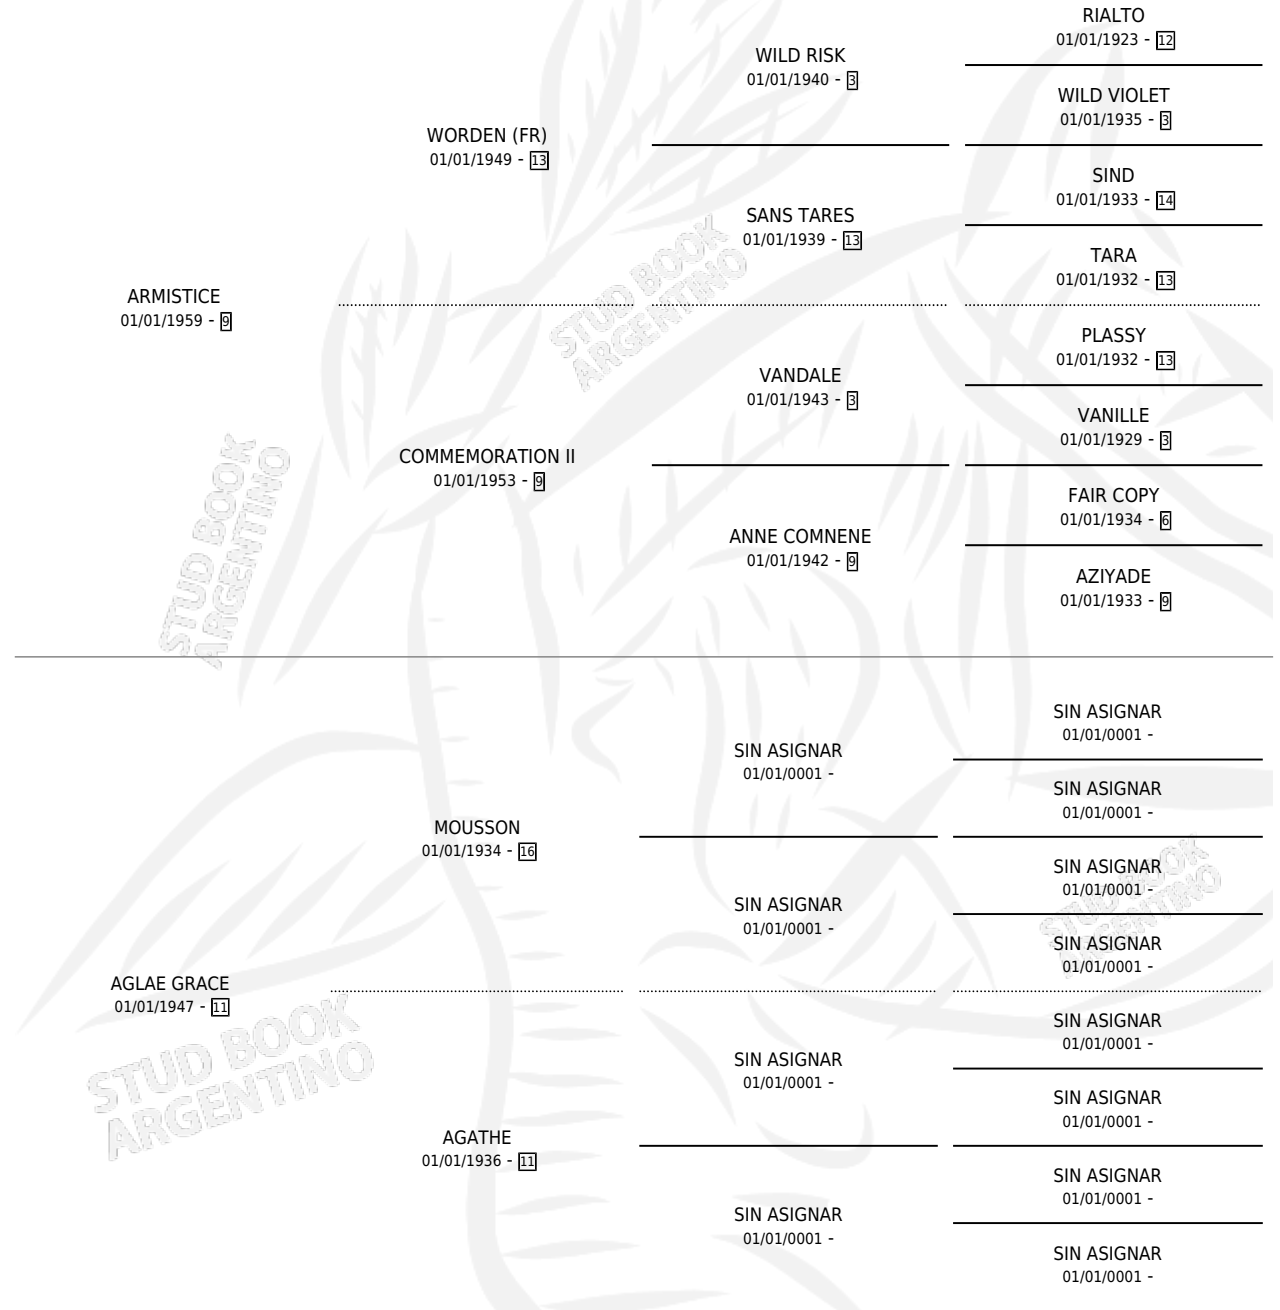 RIALTO
01/01/1923 - 12
WILD RISK
01/01/1940 - 3
WILD VIOLET
01/01/1935 - 3
WORDEN (FR)
01/01/1949 - 13
SIND
01/01/1933 - 14
SANS TARES
01/01/1939 - 13
TARA
01/01/1932 - 13
ARMISTICE
01/01/1959 - 9
PLASSY
01/01/1932 - 13
VANDALE
01/01/1943 - 3
VANILLE
01/01/1929 - 3
COMMEMORATION II
01/01/1953 - 9
FAIR COPY
01/01/1934 - 6
ANNE COMNENE
01/01/1942 - 9
AZIYADE
01/01/1933 - 9
STUD BOOK
ARGENTINO
STUD BOOK
ARGENTINO
SIN ASIGNAR
01/01/0001 -
SIN ASIGNAR
01/01/0001 -
SIN ASIGNAR
01/01/0001 -
MOUSSON
01/01/1934 - 16
SIN ASIGNAR
01/01/0001 -
SIN ASIGNAR
01/01/0001 -
SIN ASIGNAR
01/01/0001 -
AGLAE GRACE
01/01/1947 - 11
SIN ASIGNAR
01/01/0001 -
SIN ASIGNAR
01/01/0001 -
SIN ASIGNAR
01/01/0001 -
AGATHE
01/01/1936 - 11
SIN ASIGNAR
01/01/0001 -
SIN ASIGNAR
01/01/0001 -
SIN ASIGNAR
01/01/0001 -
STUD BOOK
ARGENTINO
STUD BOOK
ARGENTINO